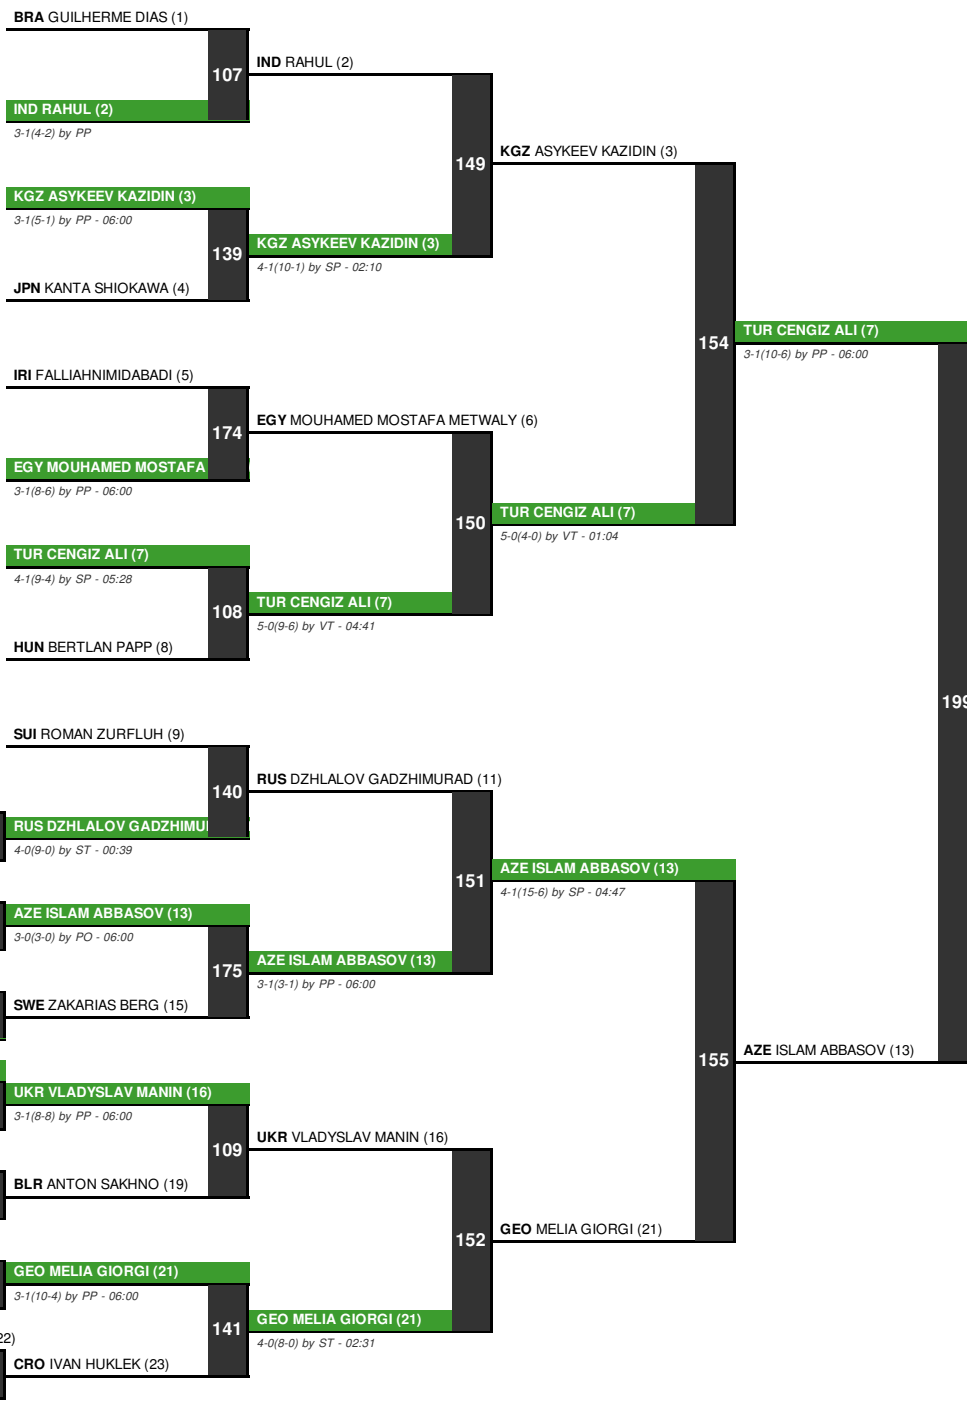 BRA GUILHERME DIAS (1)
107
IND RAHUL (2)
IND RAHUL (2)
3-1(4-2) by PP
149
KGZ ASYKEEV KAZIDIN (3)
KGZ ASYKEEV KAZIDIN (3)
3-1(5-1) by PP - 06:00
139
KGZ ASYKEEV KAZIDIN (3)
4-1(10-1) by SP - 02:10
JPN KANTA SHIOKAWA (4)
154
TUR CENGIZ ALI (7)
3-1(10-6) by PP - 06:00
IRI FALLIAHNIMIDABADI (5)
174
EGY MOUHAMED MOSTAFA METWALY (6)
EGY MOUHAMED MOSTAFA
3-1(8-6) by PP - 06:00
150
TUR CENGIZ ALI (7)
5-0(4-0) by VT - 01:04
TUR CENGIZ ALI (7)
4-1(9-4) by SP - 05:28
108
TUR CENGIZ ALI (7)
5-0(9-6) by VT - 04:41
HUN BERTLAN PAPP (8)
199
SUI ROMAN ZURFLUH (9)
140
RUS DZHLALOV GADZHIMURAD (11)
RUS DZHLALOV GADZHIMU
4-0(9-0) by ST - 00:39
151
AZE ISLAM ABBASOV (13)
4-1(15-6) by SP - 04:47
AZE ISLAM ABBASOV (13)
3-0(3-0) by PO - 06:00
175
AZE ISLAM ABBASOV (13)
3-1(3-1) by PP - 06:00
SWE ZAKARIAS BERG (15)
155
AZE ISLAM ABBASOV (13)
UKR VLADYSLAV MANIN (16)
3-1(8-8) by PP - 06:00
109
UKR VLADYSLAV MANIN (16)
BLR ANTON SAKHNO (19)
152
GEO MELIA GIORGI (21)
GEO MELIA GIORGI (21)
3-1(10-4) by PP - 06:00
141
GEO MELIA GIORGI (21)
4-0(8-0) by ST - 02:31
22)
CRO IVAN HUKLEK (23)